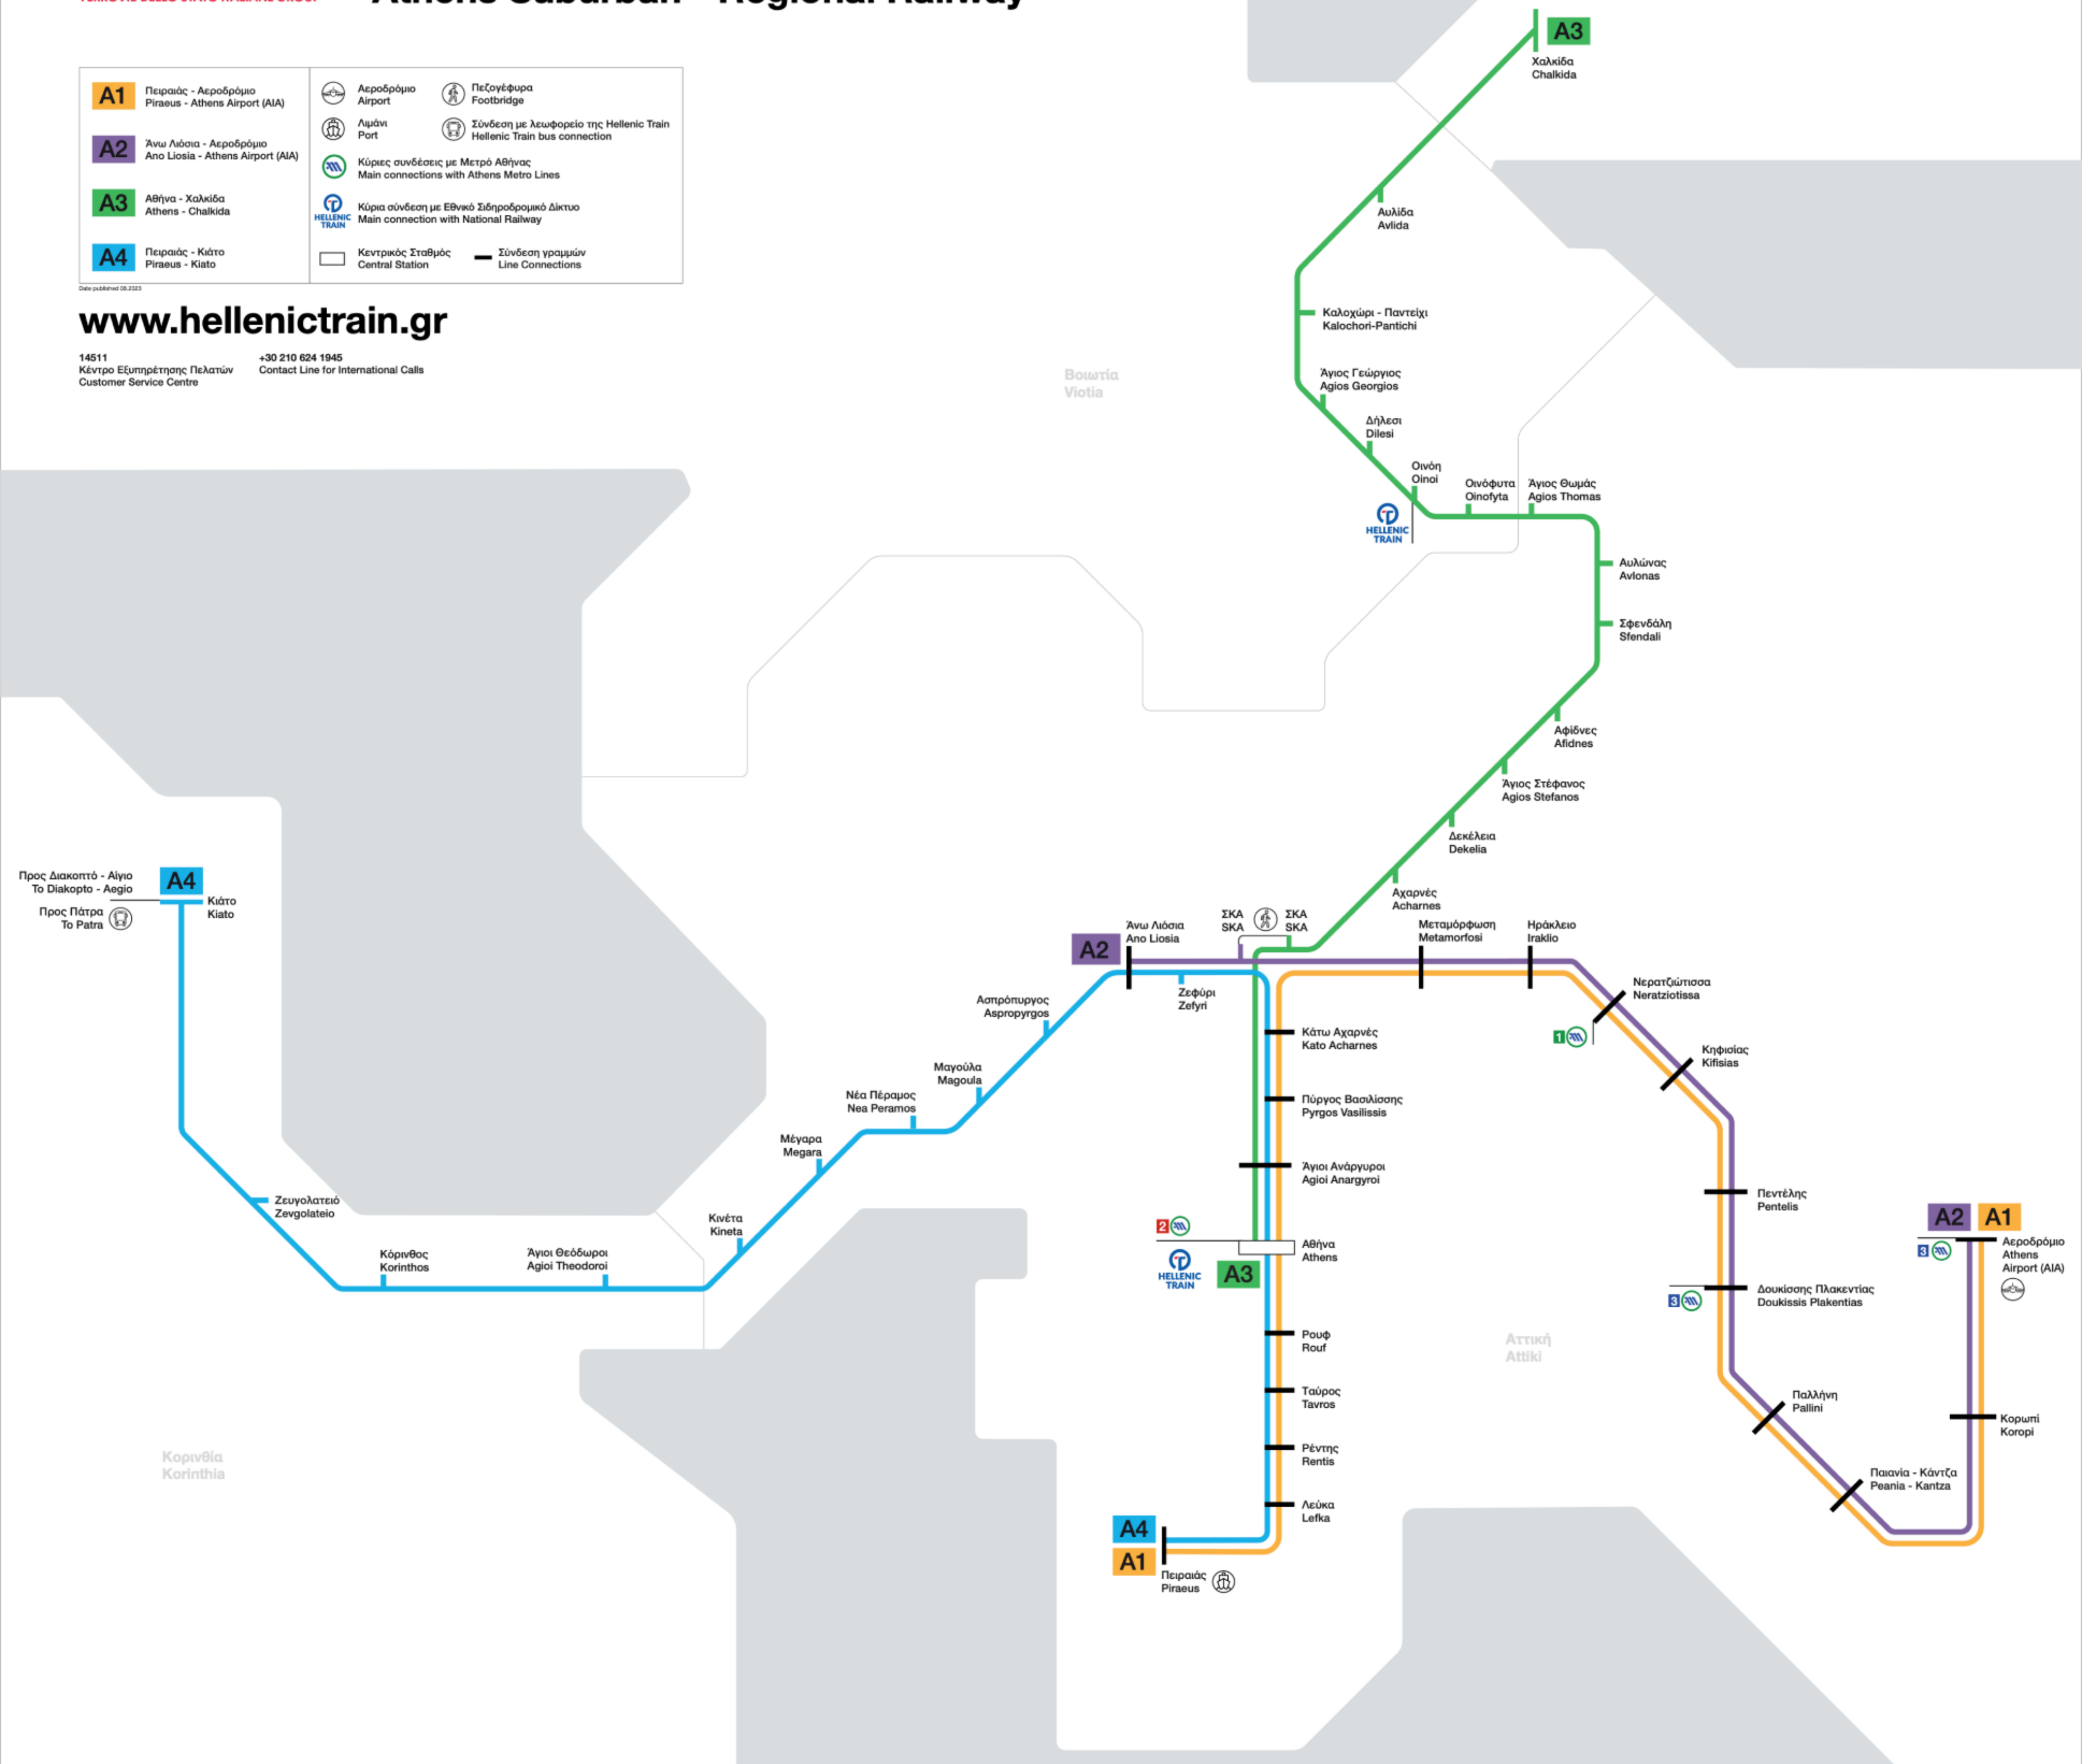 Athens Suburban - Regional Railway
A1
Πειραιάς - Αεροδρόμιο
Piraeus - Athens Airport (AIA)
A2
Άνω Λιόσια - Αεροδρόμιο
Ano Liosia - Athens Airport (AIA)
A3
Αθήνα - Χαλκίδα
Athens - Chalkida
A4
Πειραιάς - Κιάτο
Piraeus - Kiato
Αεροδρόμιο
Airport
Πεζογέφυρα
Footbridge
Λιμάνι
Port
Σύνδεση με λεωφορείο της Hellenic Train
Hellenic Train bus connection
Κύριες συνδέσεις με Μετρό Αθήνας
Main connections with Athens Metro Lines
HELLENIC
TRAIN
Κύρια σύνδεση με Εθνικό Σιδηροδρομικό Δίκτυο
Main connection with National Railway
Κεντρικός Σταθμός
Central Station
Σύνδεση γραμμών
Line Connections
Date published 08.2023
www.hellenictrain.gr
14511
Κέντρο Εξυπηρέτησης Πελατών
Customer Service Centre
+30 210 624 1945
Contact Line for International Calls
A3
Χαλκίδα
Chalkida
Αυλίδα
Avlida
Καλοχώρι - Παντείχι
Kalochori-Pantichi
Άγιος Γεώργιος
Agios Georgios
Βοιωτία
Viotia
Δήλεσι
Dilesi
Οινόη
Oinoi
HELLENIC
TRAIN
Οινόφυτα
Oinofyta
Άγιος Θωμάς
Agios Thomas
Αυλώνας
Avlonas
Σφενδάλη
Sfendali
Αφίδνες
Afidnes
Άγιος Στέφανος
Agios Stefanos
Δεκέλεια
Dekelia
Αχαρνές
Acharnes
Προς Διακοπτό - Αίγιο
To Diakopto - Aegio
Προς Πάτρα
To Patra
A4
Κιάτο
Kiato
A2
Άνω Λιόσια
Ano Liosia
ΣΚΑ
SKA
ΣΚΑ
SKA
Μεταμόρφωση
Metamorfosi
Ηράκλειο
Iraklio
Ζεφύρι
Zefyri
Νερατζιώτισσα
Neratziotissa
1
Κηφισίας
Kifisias
Ασπρόπυργος
Aspropyrgos
Μαγούλα
Magoula
Νέα Πέραμος
Nea Peramos
Μέγαρα
Megara
Κινέτα
Kineta
Άγιοι Θεόδωροι
Agioi Theodoroi
Κόρινθος
Korinthos
Ζευγολατειό
Zevgolateio
Κάτω Αχαρνές
Kato Acharnes
Πύργος Βασιλίσσης
Pyrgos Vasilissis
Άγιοι Ανάργυροι
Agioi Anargyroi
2
HELLENIC
TRAIN
A3
Αθήνα
Athens
Πεντέλης
Pentelis
3
Δουκίσσης Πλακεντίας
Doukissis Plakentias
A2
A1
3
Αεροδρόμιο
Athens
Airport (AIA)
Ρουφ
Rouf
Αττική
Attiki
Ταύρος
Tavros
Παλλήνη
Pallini
Κορωπί
Koropi
Ρέντης
Rentis
Παιανία - Κάντζα
Peania - Kantza
Κορινθία
Korinthia
Λεύκα
Lefka
A4
A1
Πειραιάς
Piraeus